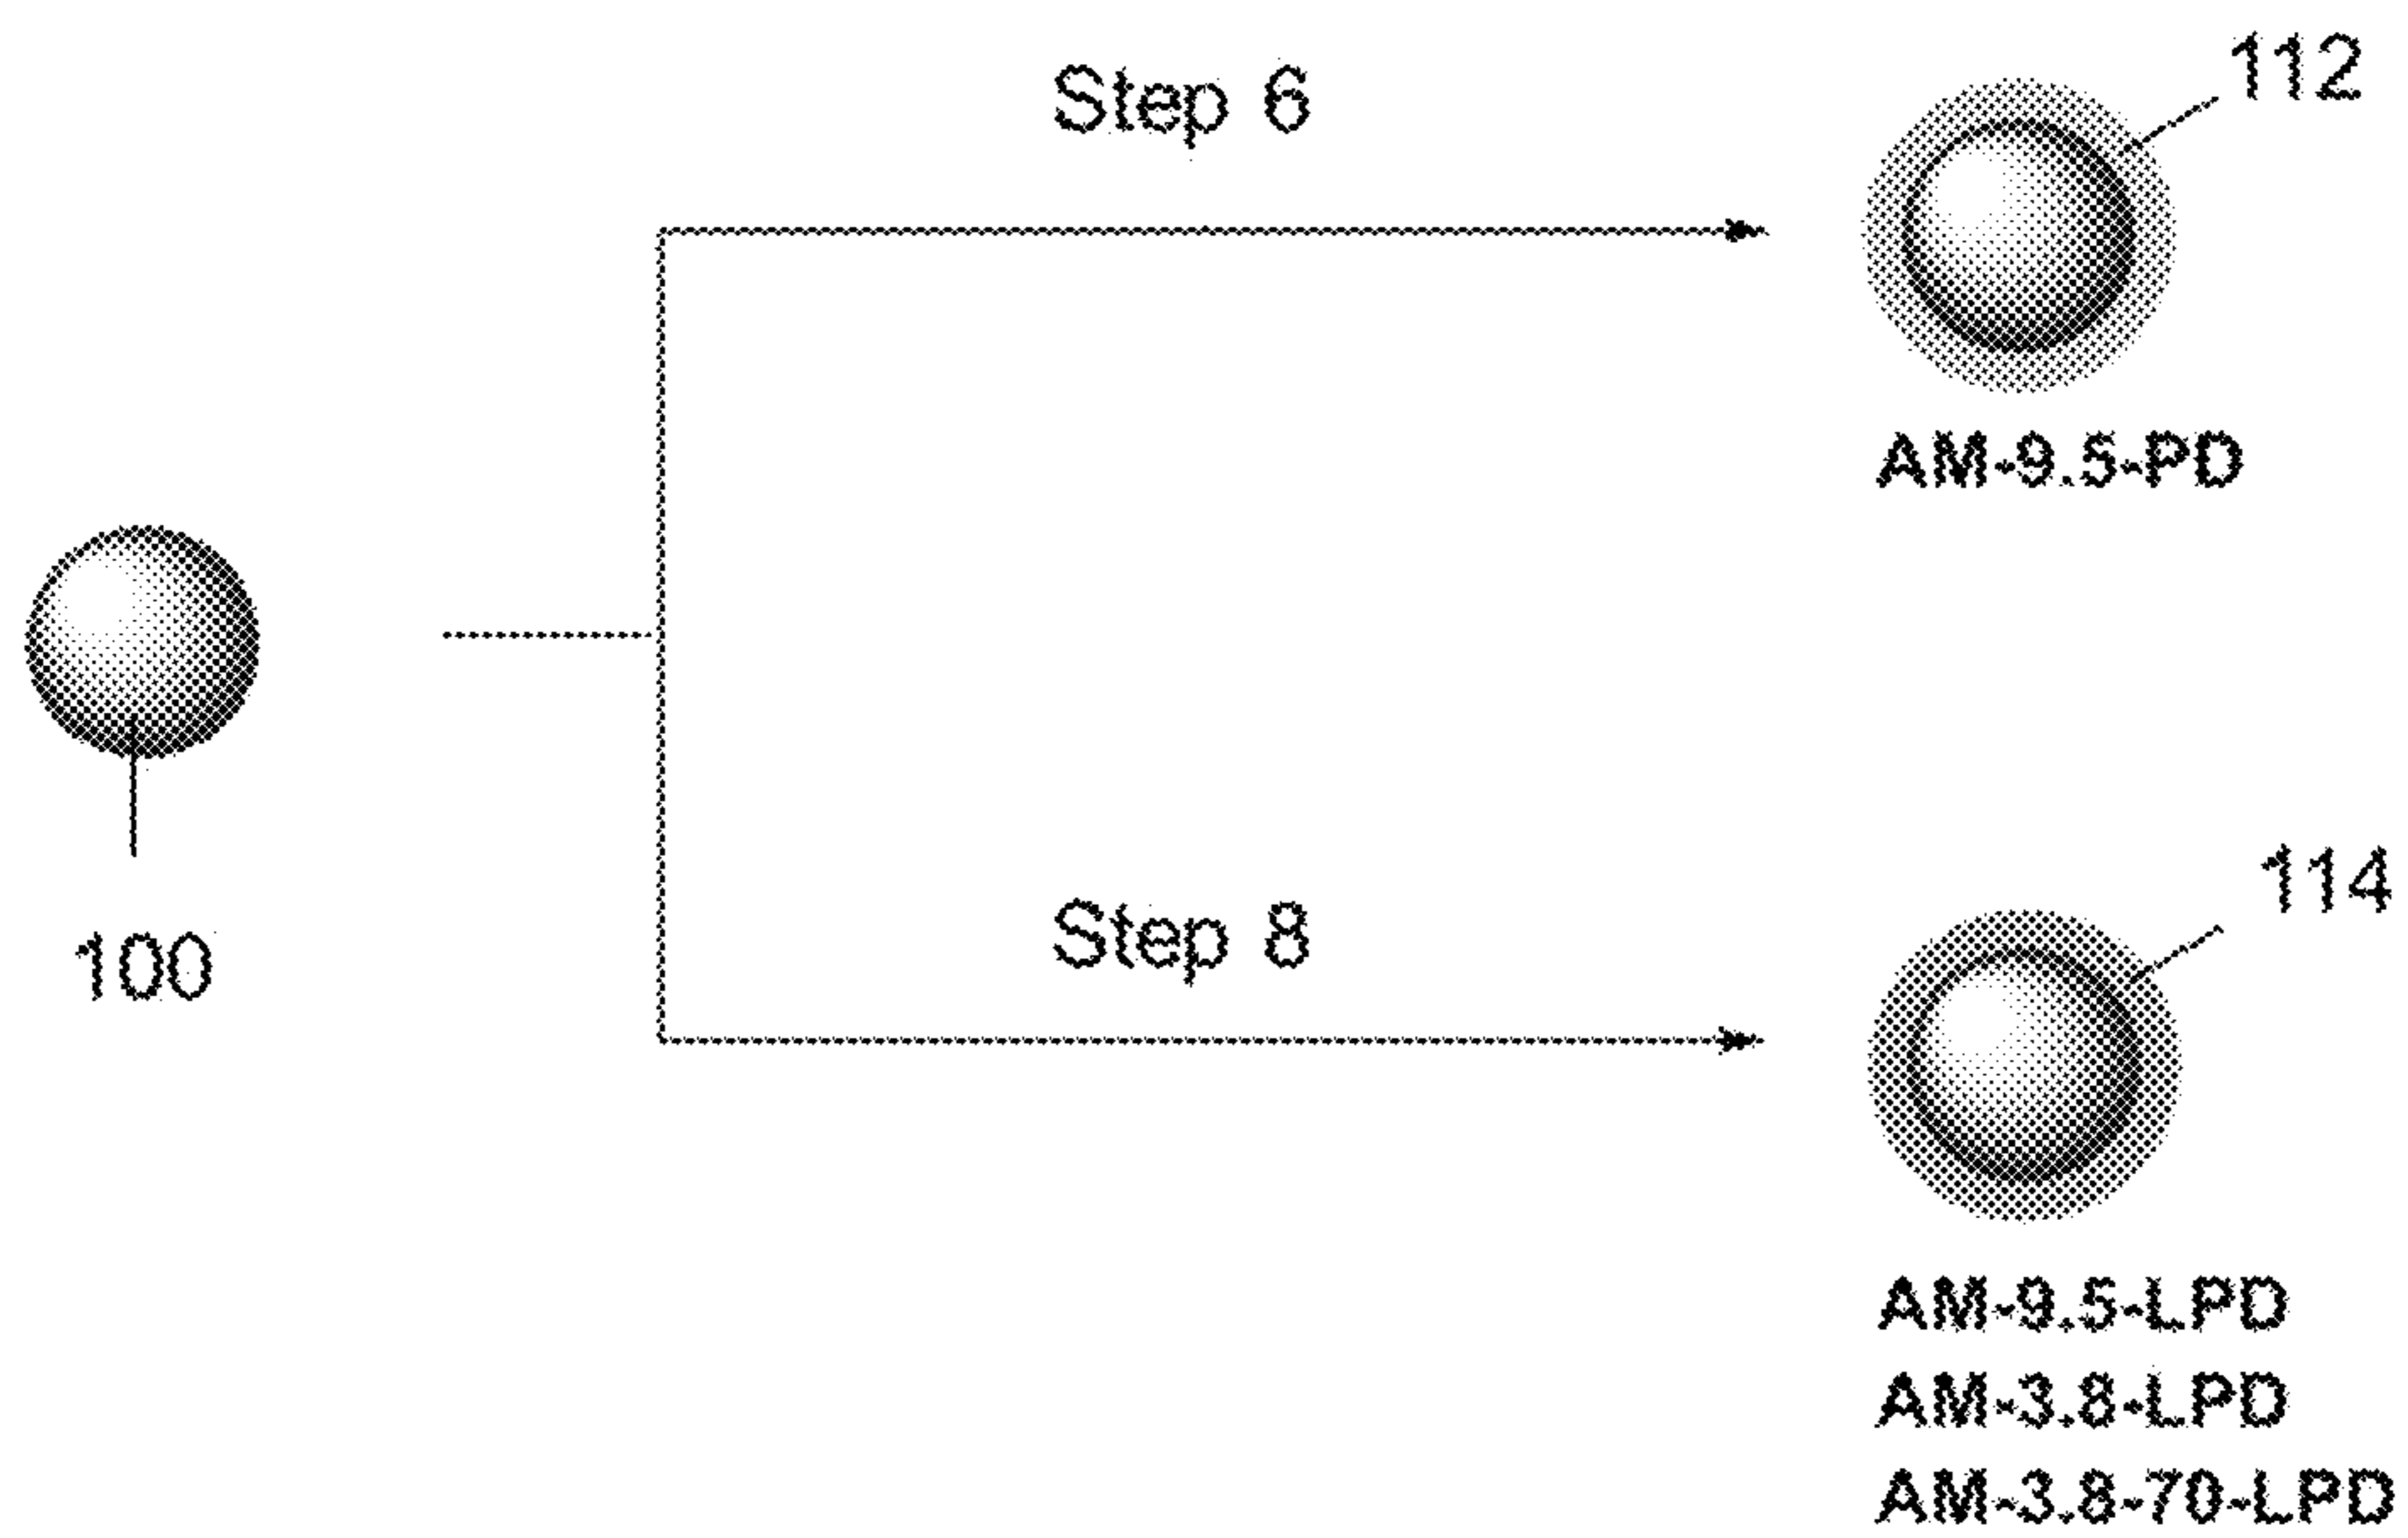 Step 6
112
AM-9.5-PD
100
Step 8
114
AM-9.5-LPD
AM-3.8-LPD
AM-3.8-70-LPD